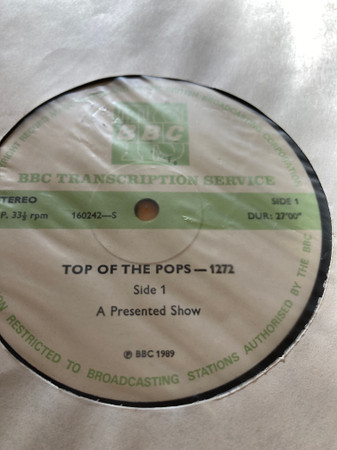 BBC
BBC TRANSCRIPTION SERVICE
STEREO SIDE 1
P. 33⅓ rpm 160242—S DUR: 27'00"
TOP OF THE POPS — 1272
Side 1
A Presented Show
℗ BBC 1989
RESTRICTED TO BROADCASTING STATIONS AUTHORISED BY THE BBC